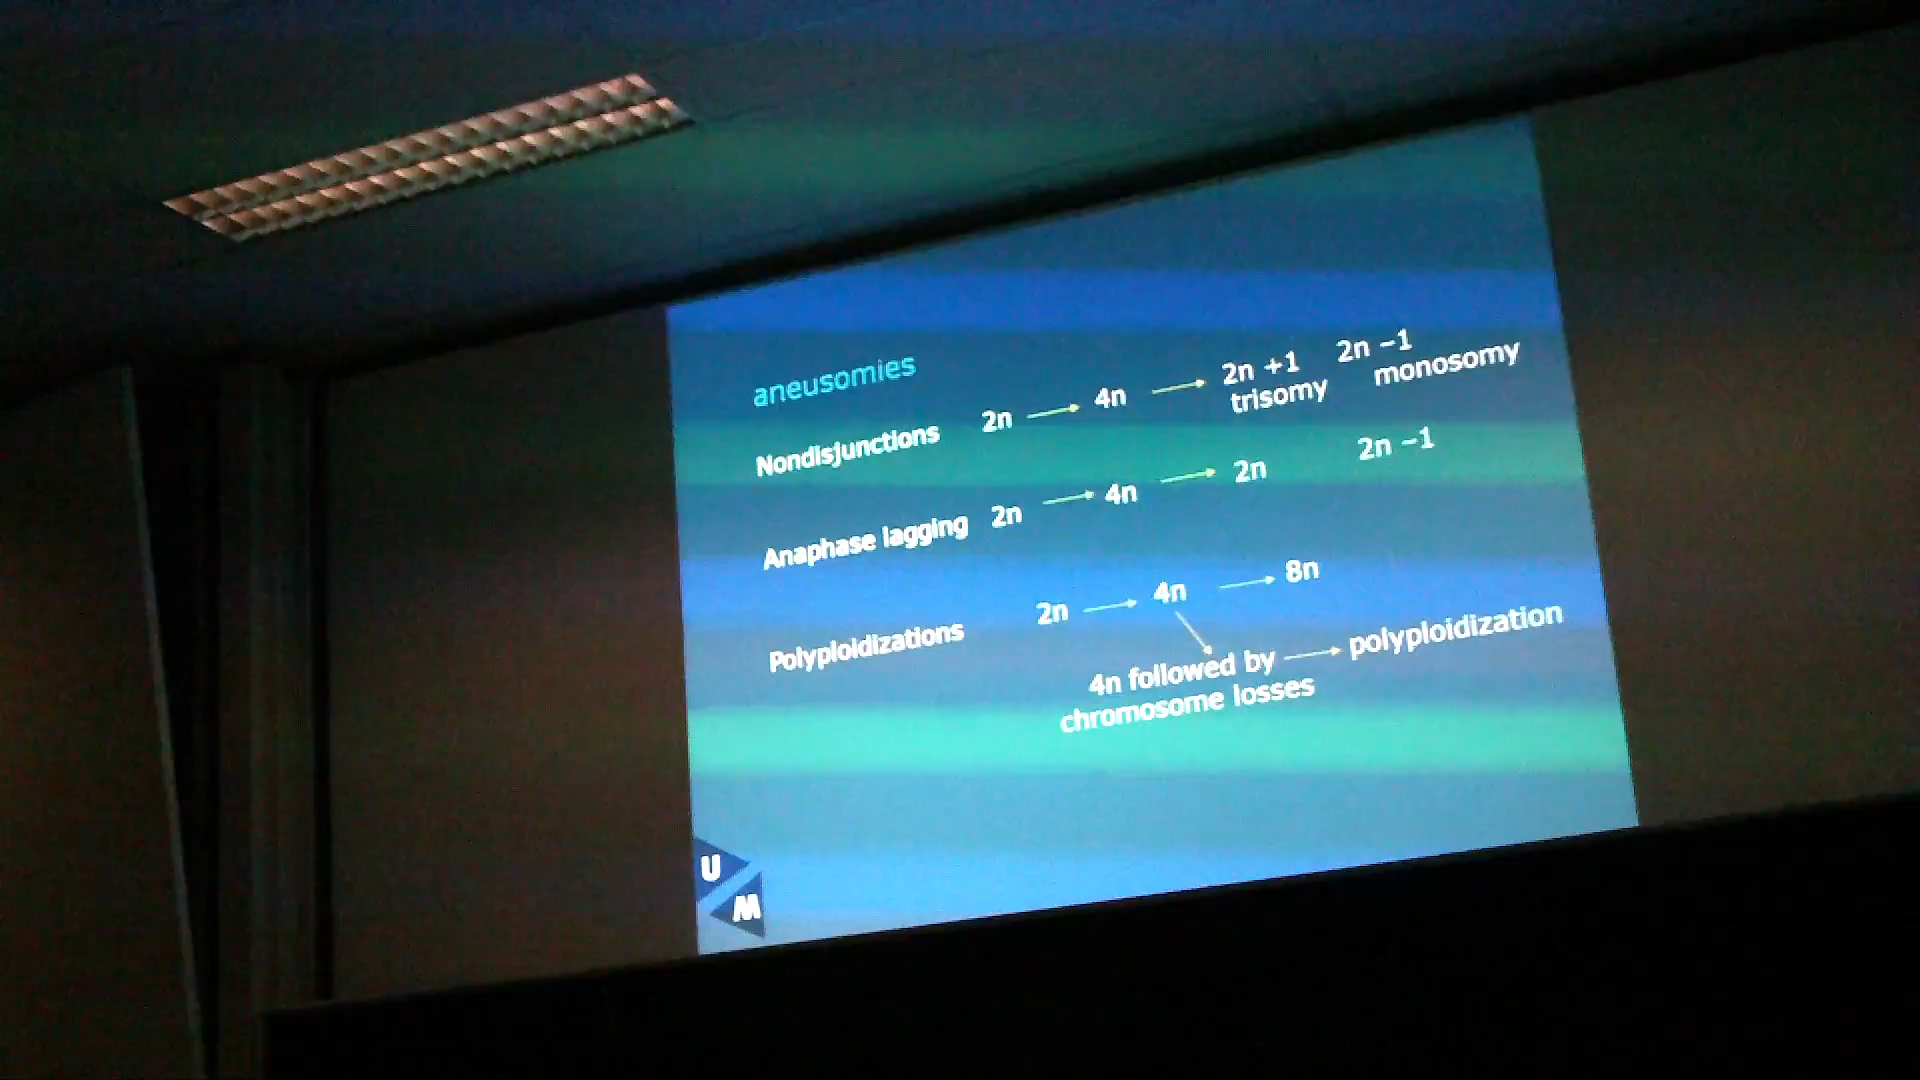 aneusomies
Nondisjunctions 2n → 4n → 2n +1 2n −1
trisomy monosomy
Anaphase lagging 2n → 4n → 2n 2n −1
Polyploidizations 2n → 4n → 8n
4n followed by → polyploidization
chromosome losses
U
M